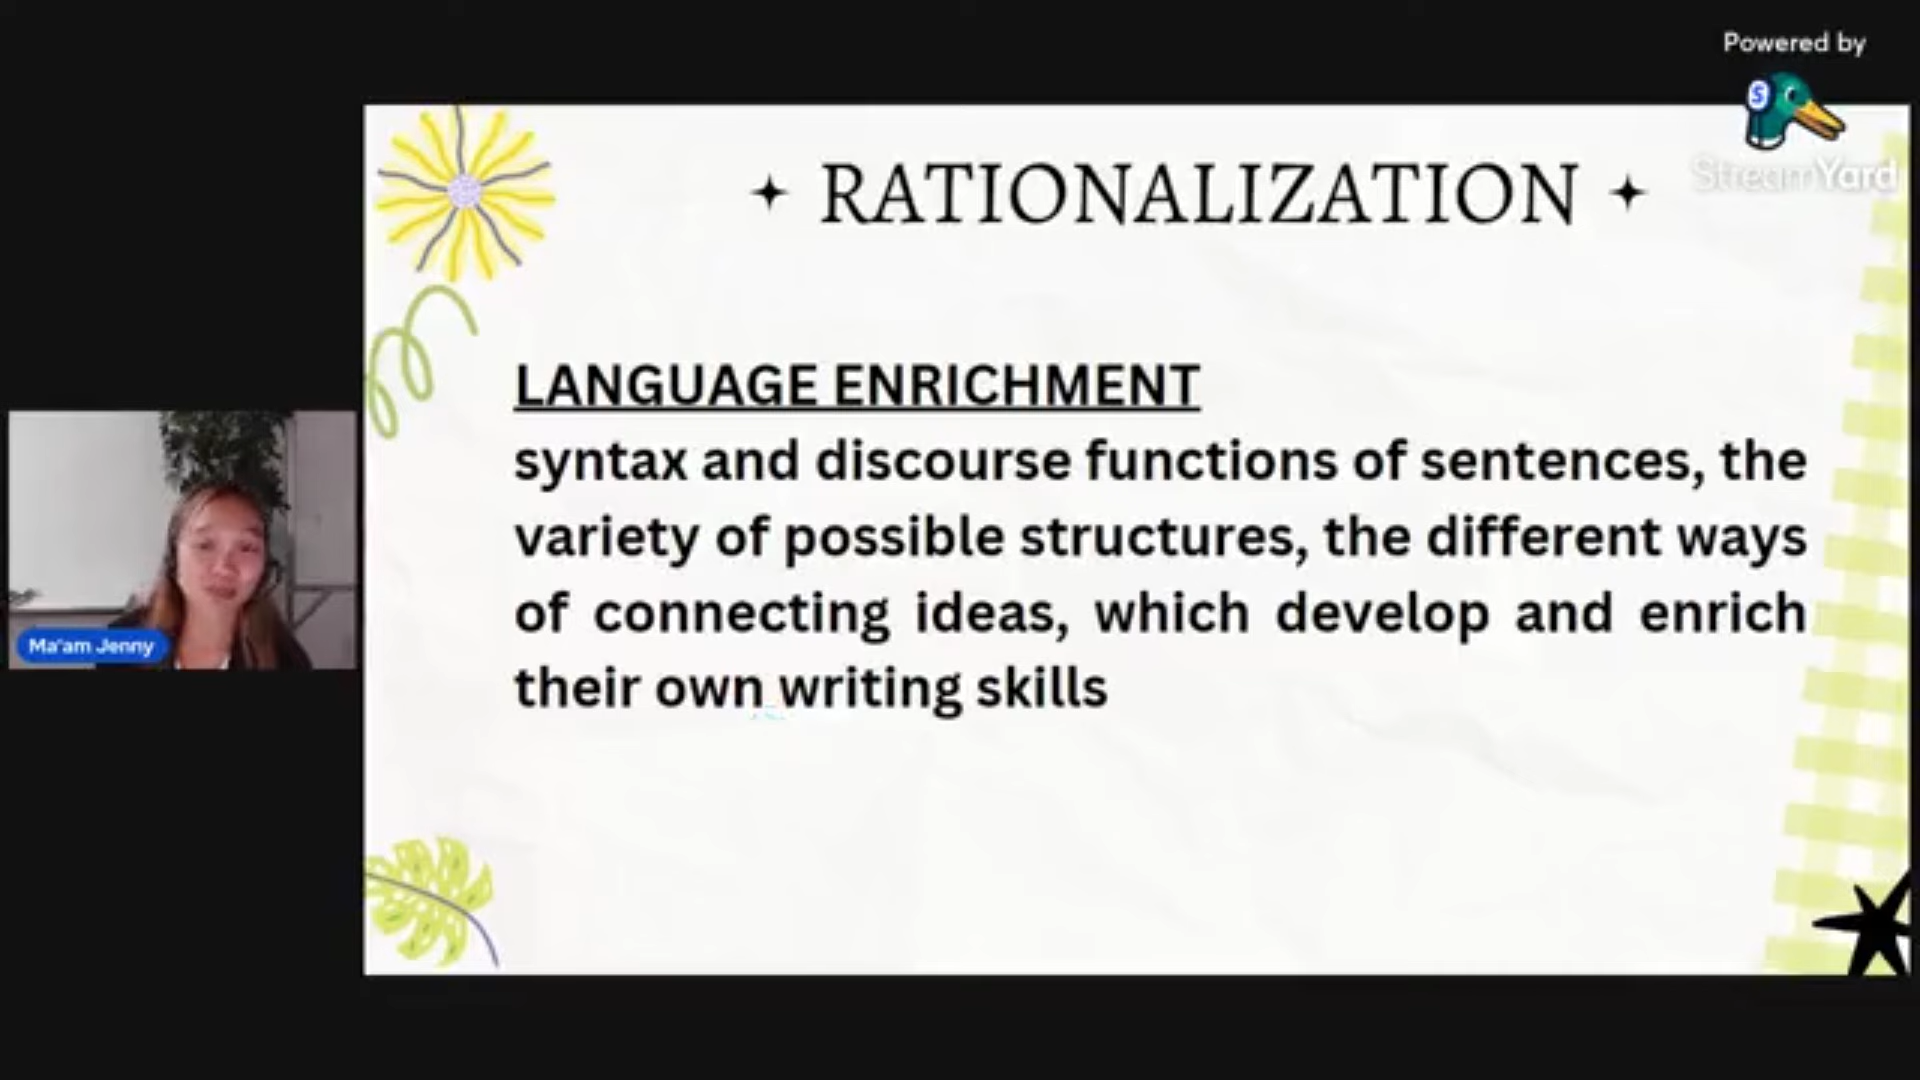 Powered by
S
StreamYard
RATIONALIZATION
LANGUAGE ENRICHMENT
syntax and discourse functions of sentences, the
variety of possible structures, the different ways
of connecting ideas, which develop and enrich
their own writing skills
Ma'am Jenny